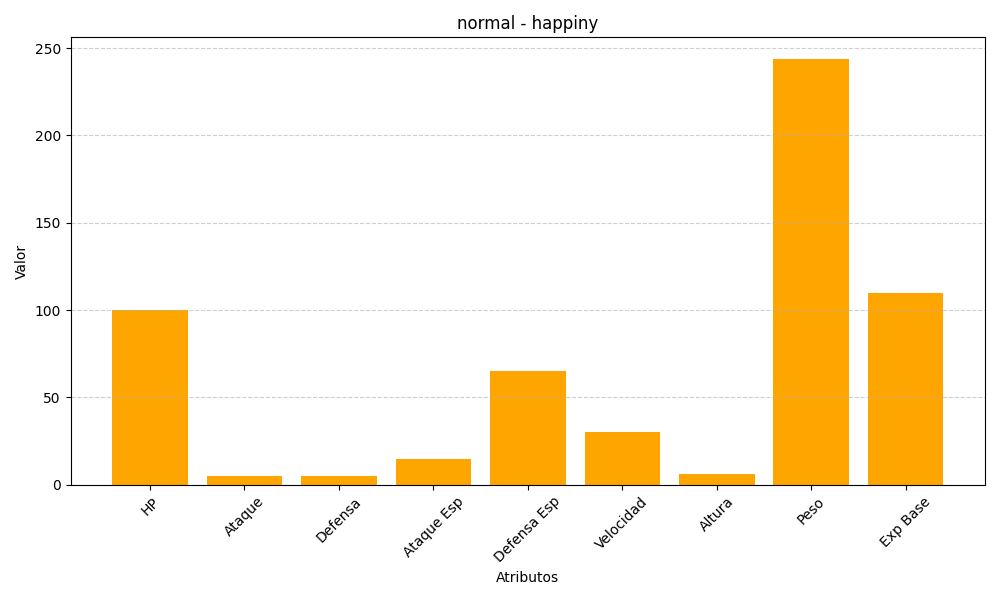 normal - happiny
Valor
250
200
150
100
50
0
HP
Ataque
Defensa
Ataque Esp
Defensa Esp
Velocidad
Altura
Peso
Exp Base
Atributos